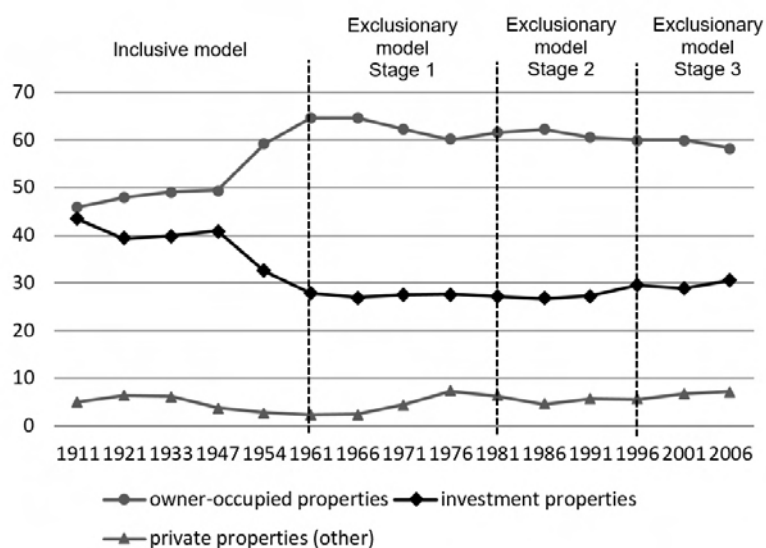 Inclusive model
Exclusionary
model
Stage 1
Exclusionary
model
Stage 2
Exclusionary
model
Stage 3
70
60
50
40
30
20
10
0
1911 1921 1933 1947 1954 1961 1966 1971 1976 1981 1986 1991 1996 2001 2006
owner-occupied properties
investment properties
private properties (other)